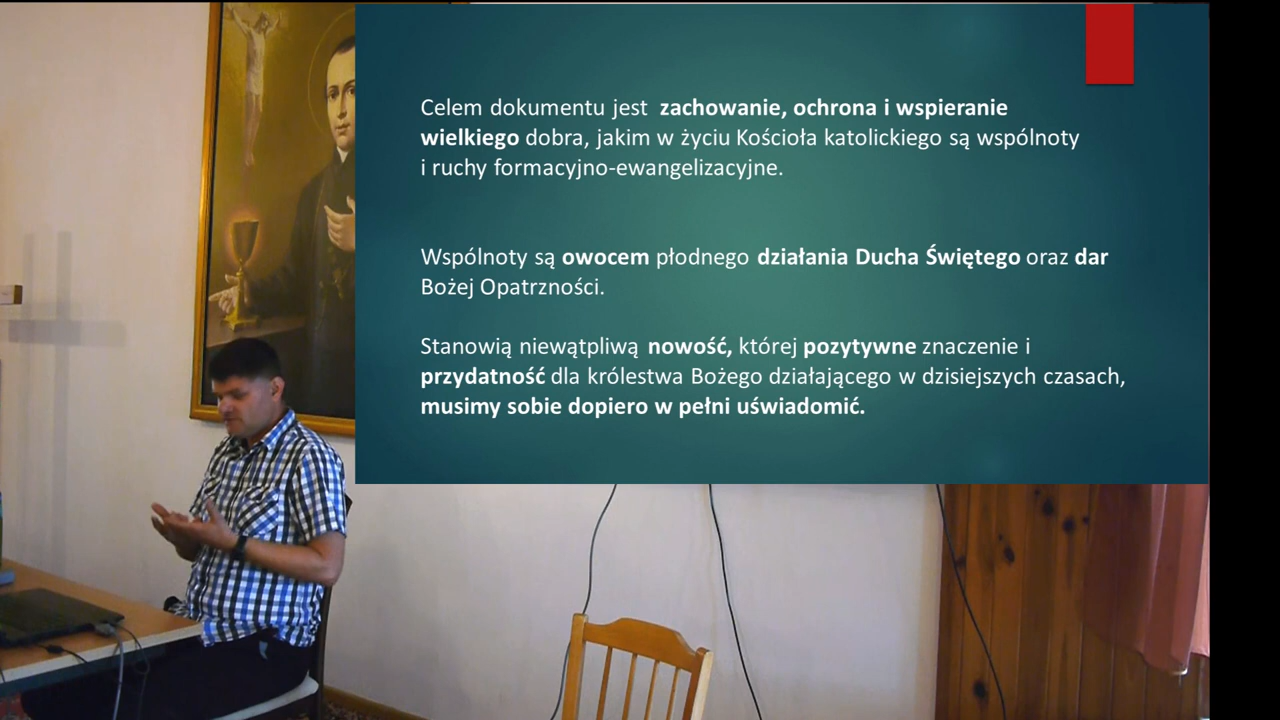 Celem dokumentu jest zachowanie, ochrona i wspieranie
wielkiego dobra, jakim w życiu Kościoła katolickiego są wspólnoty
i ruchy formacyjno-ewangelizacyjne.
Wspólnoty są owocem płodnego działania Ducha Świętego oraz dar
Bożej Opatrzności.
Stanowią niewątpliwą nowość, której pozytywne znaczenie i
przydatność dla królestwa Bożego działającego w dzisiejszych czasach,
musimy sobie dopiero w pełni uświadomić.